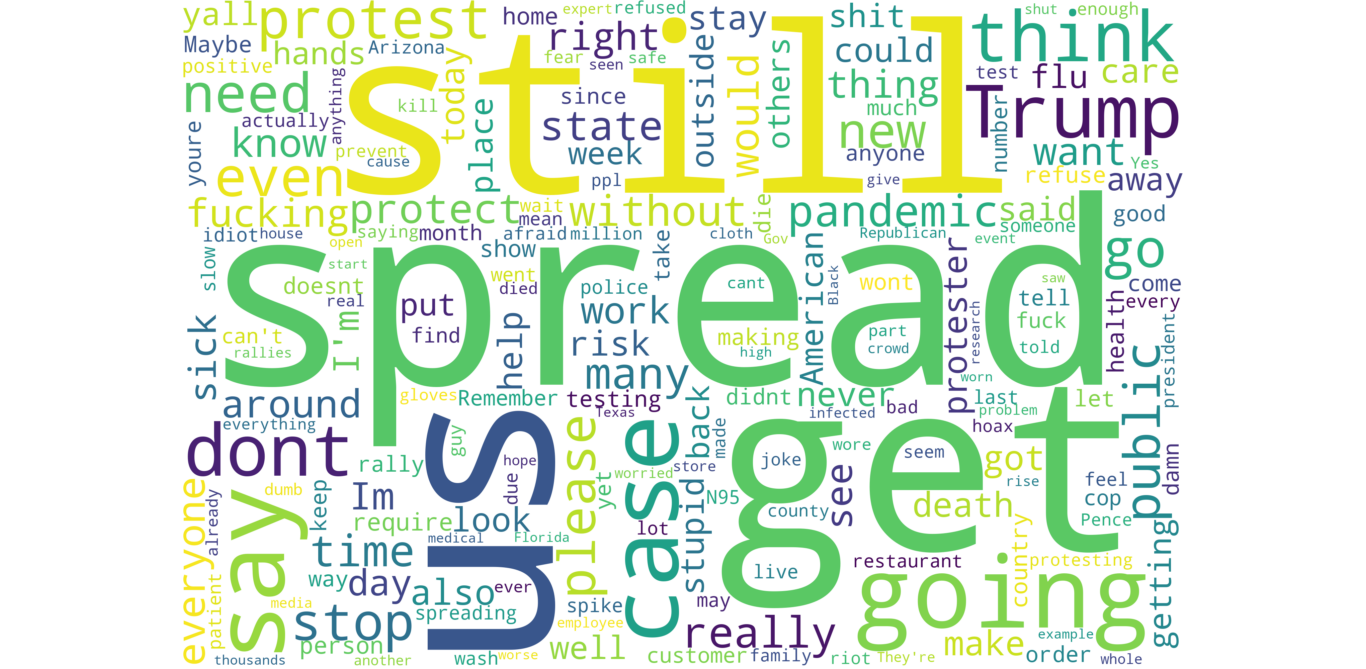 yall
protest
home
expert
refused
stay
shit
shut
enough
think
Maybe
hands
Arizona
right
could
positive
fear
seen
safe
thing
test
flu
care
need
anything
kill
today
still
since
outside
would
others
much
Trump
actually
place
state
new
number
know
prevent
cause
week
anyone
want
Yes
youre
even
ppl
give
refuse
away
fucking
protect
wait
mean
without
die
pandemic
said
someone
good
idiot
house
saying
month
afraid
million
cloth
Gov
Republican
event
go
slow
open
show
take
American
Black
protester
start
doesnt
went
died
police
cant
wont
saw
come
real
put
spread
tell
health
every
I'm
find
help
work
making
part
fuck
sick
can't
rallies
risk
high
crowd
research
told
president
many
worn
gloves
Remember
testing
didnt
never
bad
last
let
around
everything
Texas
back
made
infected
problem
public
dont
guy
us
please
case
get
wore
hoax
damn
rally
hope
due
yet
worried
store
joke
see
seem
got
rise
feel
everyone
say
dumb
keep
Im
look
lot
stupid
N95
county
death
cop
already
require
Pence
time
medical
Florida
country
getting
way
day
also
ever
live
restaurant
protesting
patient
media
stop
spreading
spike
may
going
person
employee
really
make
example
thousands
another
wash
worse
well
customer
family
riot
They're
order
whole